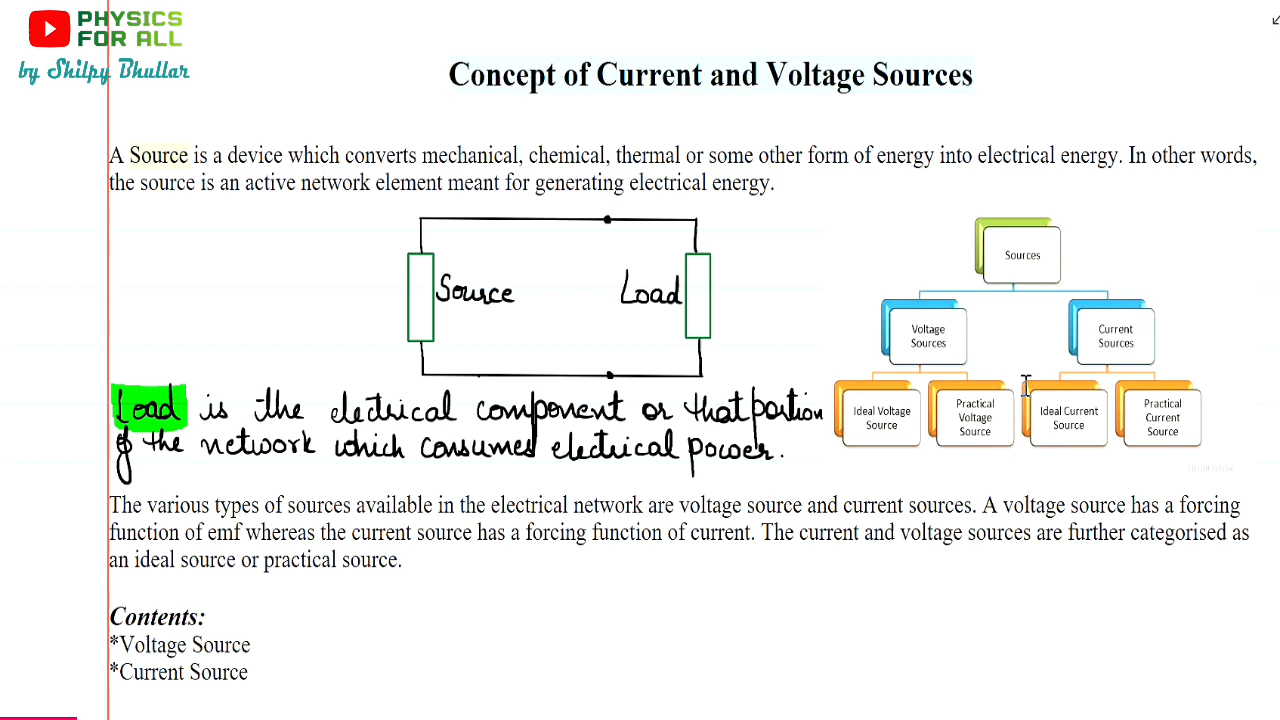 PHYSICS
FOR ALL
by Shilpy Bhullar
Concept of Current and Voltage Sources
A Source is a device which converts mechanical, chemical, thermal or some other form of energy into electrical energy. In other words,
the source is an active network element meant for generating electrical energy.
Source
Load
Sources
Voltage
Sources
Current
Sources
Ideal Voltage
Source
Practical
Voltage
Source
Ideal Current
Source
Practical
Current
Source
Load is the electrical component or that portion
of the network which consumes electrical power.
The various types of sources available in the electrical network are voltage source and current sources. A voltage source has a forcing
function of emf whereas the current source has a forcing function of current. The current and voltage sources are further categorised as
an ideal source or practical source.
Contents:
*Voltage Source
*Current Source